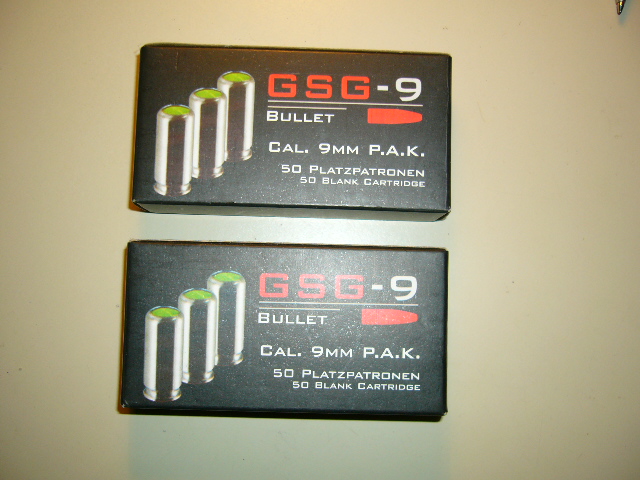 GSG-9
BULLET
CAL. 9MM P.A.K.
50 PLATZPATRONEN
50 BLANK CARTRIDGE
GSG-9
BULLET
CAL. 9MM P.A.K.
50 PLATZPATRONEN
50 BLANK CARTRIDGE